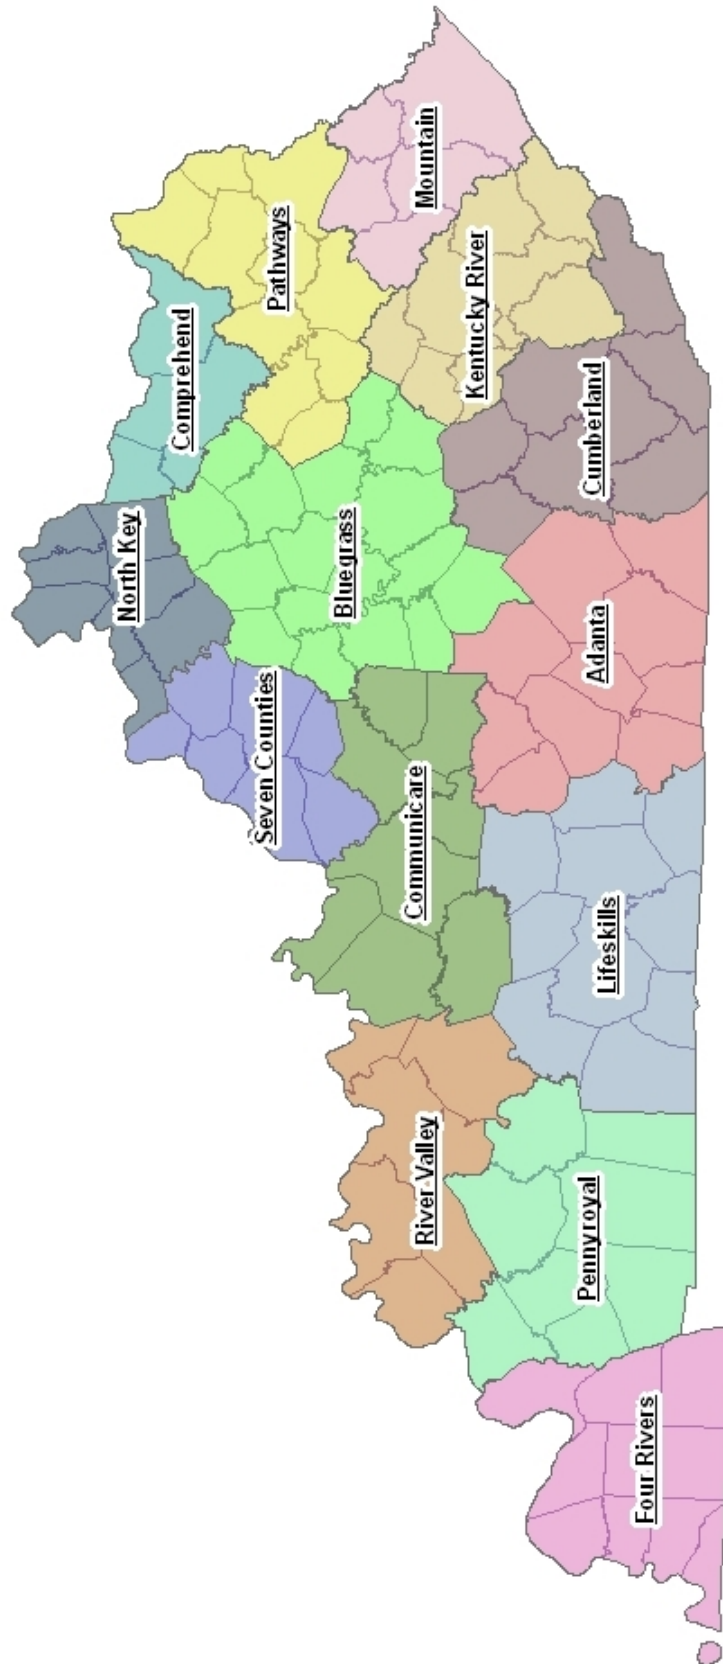 North Key
Comprehend
Pathways
Seven Counties
Bluegrass
Mountain
River Valley
Communicare
Kentucky River
Four Rivers
Pennyroyal
Lifeskills
Adanta
Cumberland